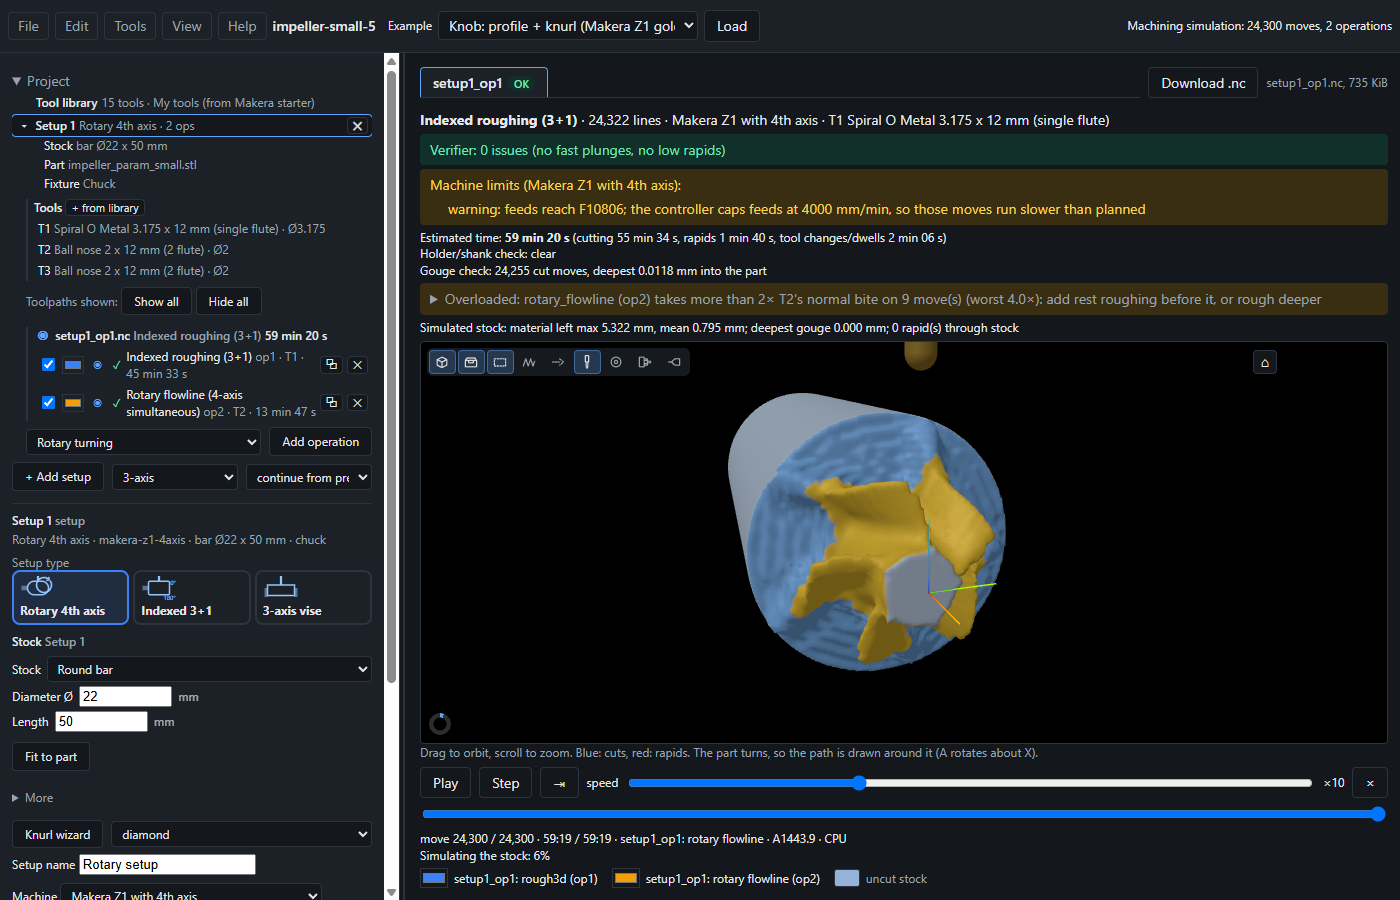 File Edit Tools View Help impeller-small-5 Example Knob: profile + knurl (Makera Z1 gol Load Machining simulation: 24,300 moves, 2 operations
▼ Project
Tool library 15 tools · My tools (from Makera starter)
Setup 1 Rotary 4th axis · 2 ops
Stock bar Ø22 x 50 mm
Part impeller_param_small.stl
Fixture Chuck
Tools + from library
T1 Spiral O Metal 3.175 x 12 mm (single flute) · Ø3.175
T2 Ball nose 2 x 12 mm (2 flute) · Ø2
T3 Ball nose 2 x 12 mm (2 flute) · Ø2
Toolpaths shown: Show all Hide all
setup1_op1.nc Indexed roughing (3+1) 59 min 20 s
✓ Indexed roughing (3+1) op1 · T1 ·
45 min 33 s
✓ Rotary flowline (4-axis
simultaneous) op2 · T2 · 13 min 47 s
Rotary turning Add operation
+ Add setup 3-axis continue from pre
Setup 1 setup
Rotary 4th axis · makera-z1-4axis · bar Ø22 x 50 mm · chuck
Setup type
180°
Rotary 4th axis Indexed 3+1 3-axis vise
Stock Setup 1
Stock Round bar
Diameter Ø 22 mm
Length 50 mm
Fit to part
▶ More
Knurl wizard diamond
Setup name Rotary setup
Machine Makera Z1 with 4th axis
setup1_op1 OK
Download .nc setup1_op1.nc, 735 KiB
Indexed roughing (3+1) · 24,322 lines · Makera Z1 with 4th axis · T1 Spiral O Metal 3.175 x 12 mm (single flute)
Verifier: 0 issues (no fast plunges, no low rapids)
Machine limits (Makera Z1 with 4th axis):
warning: feeds reach F10806; the controller caps feeds at 4000 mm/min, so those moves run slower than planned
Estimated time: 59 min 20 s (cutting 55 min 34 s, rapids 1 min 40 s, tool changes/dwells 2 min 06 s)
Holder/shank check: clear
Gouge check: 24,255 cut moves, deepest 0.0118 mm into the part
▶ Overloaded: rotary_flowline (op2) takes more than 2× T2's normal bite on 9 move(s) (worst 4.0×): add rest roughing before it, or rough deeper
Simulated stock: material left max 5.322 mm, mean 0.795 mm; deepest gouge 0.000 mm; 0 rapid(s) through stock
Drag to orbit, scroll to zoom. Blue: cuts, red: rapids. The part turns, so the path is drawn around it (A rotates about X).
Play Step ⇥ speed ×10 ×
move 24,300 / 24,300 · 59:19 / 59:19 · setup1_op1: rotary flowline · A1443.9 · CPU
Simulating the stock: 6%
setup1_op1: rough3d (op1) setup1_op1: rotary flowline (op2) uncut stock